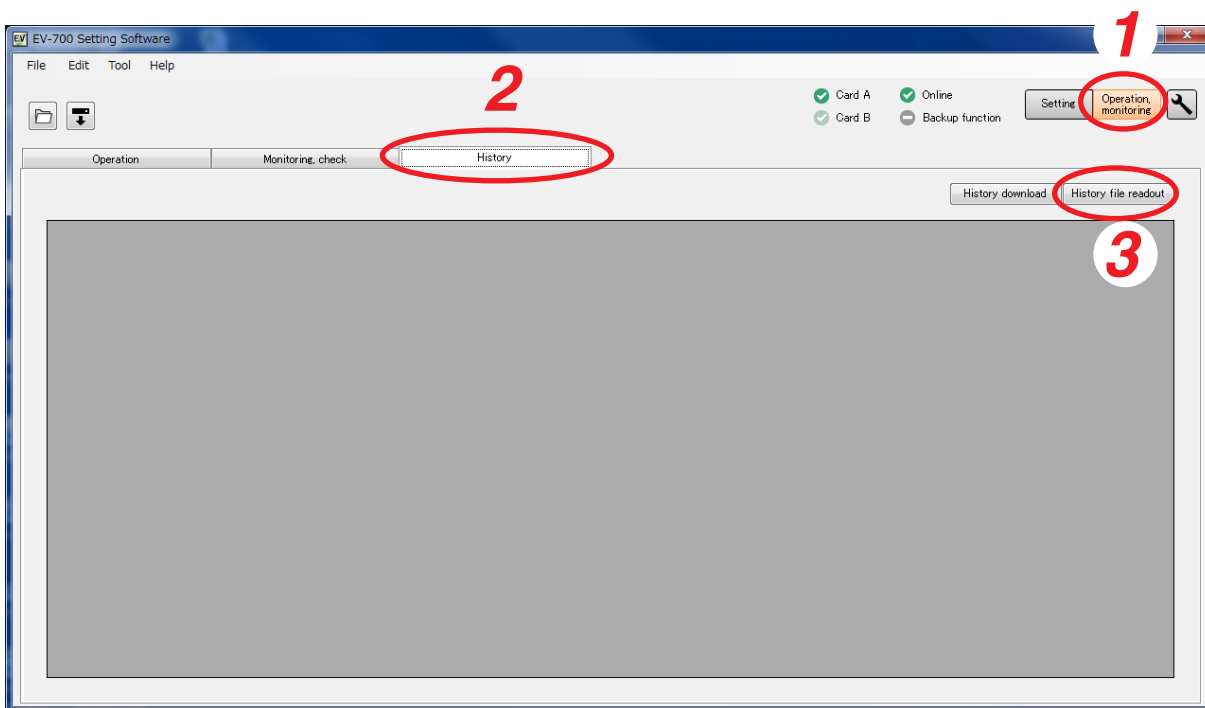 1
EV EV-700 Setting Software x
File Edit Tool Help
2
Card A Online
Setting Operation,
monitoring
Card B Backup function
Operation Monitoring, check History
History download History file readout
3